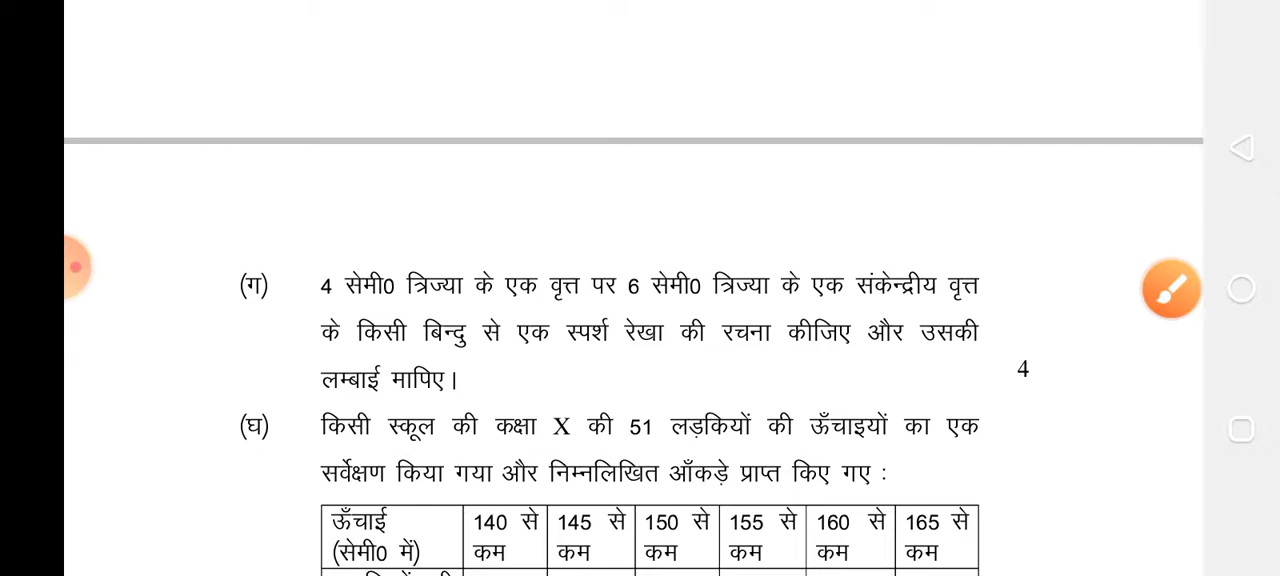 (ग) 4 सेमी0 त्रिज्या के एक वृत्त पर 6 सेमी0 त्रिज्या के एक संकेन्द्रीय वृत्त
के किसी बिन्दु से एक स्पर्श रेखा की रचना कीजिए और उसकी
लम्बाई मापिए। 4
(घ) किसी स्कूल की कक्षा X की 51 लड़कियों की ऊँचाइयों का एक
सर्वेक्षण किया गया और निम्नलिखित आँकड़े प्राप्त किए गए :
ऊँचाई 140 से 145 से 150 से 155 से 160 से 165 से
(सेमी0 में) कम कम कम कम कम कम